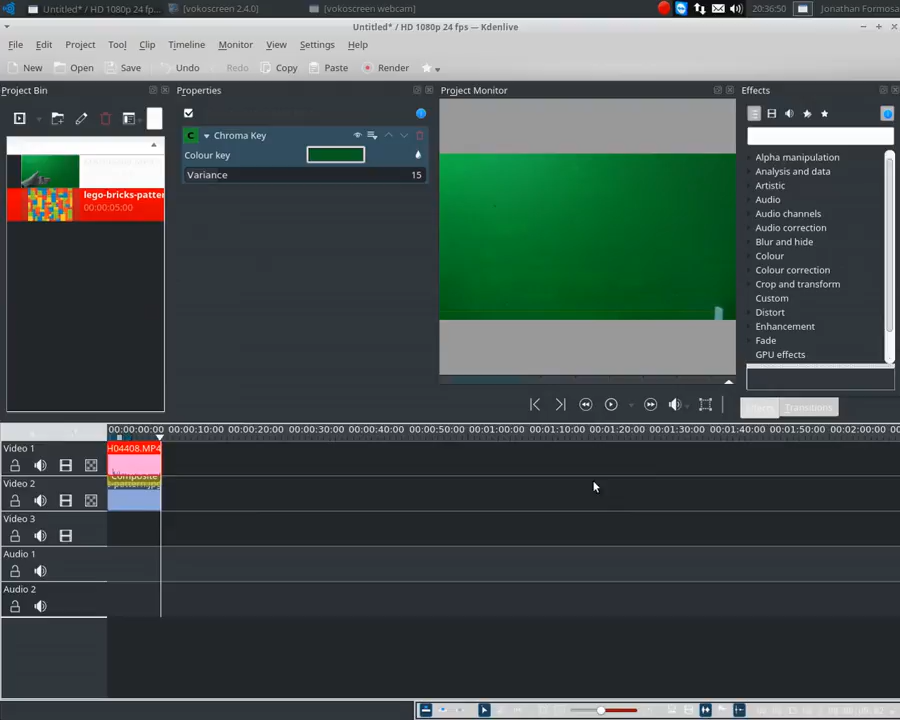 Untitled* / HD 1080p 24 fp...
[vokoscreen 2.4.0]
[vokoscreen webcam]
20:36:50
Jonathan Formosa
Untitled* / HD 1080p 24 fps — Kdenlive
File Edit Project Tool Clip Timeline Monitor View Settings Help
New Open Save Undo Redo Copy Paste Render
Project Bin
Properties
Project Monitor
Effects
C Chroma Key
Colour key
Variance 15
lego-bricks-patter
00:00:05:00
Alpha manipulation
Analysis and data
Artistic
Audio
Audio channels
Audio correction
Blur and hide
Colour
Colour correction
Crop and transform
Custom
Distort
Enhancement
Fade
GPU effects
Transitions
00:00:00:00 00:00:10:00 00:00:20:00 00:00:30:00 00:00:40:00 00:00:50:00 00:01:00:00 00:01:10:00 00:01:20:00 00:01:30:00 00:01:40:00 00:01:50:00 00:02:00:00
Video 1
H04408.MP4
Composite
Video 2
pattern.jpg
Video 3
Audio 1
Audio 2